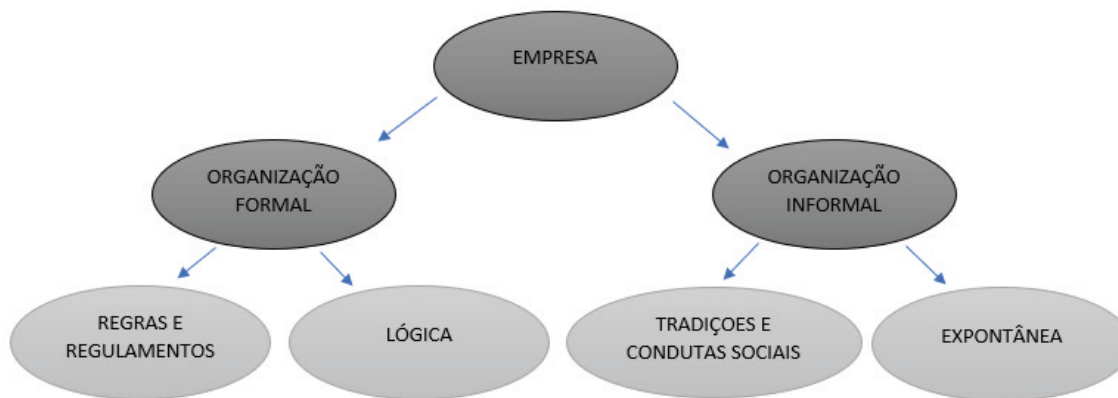 EMPRESA
ORGANIZAÇÃO
FORMAL
ORGANIZAÇÃO
INFORMAL
REGRAS E
REGULAMENTOS
LÓGICA
TRADIÇOES E
CONDUTAS SOCIAIS
EXPONTÂNEA